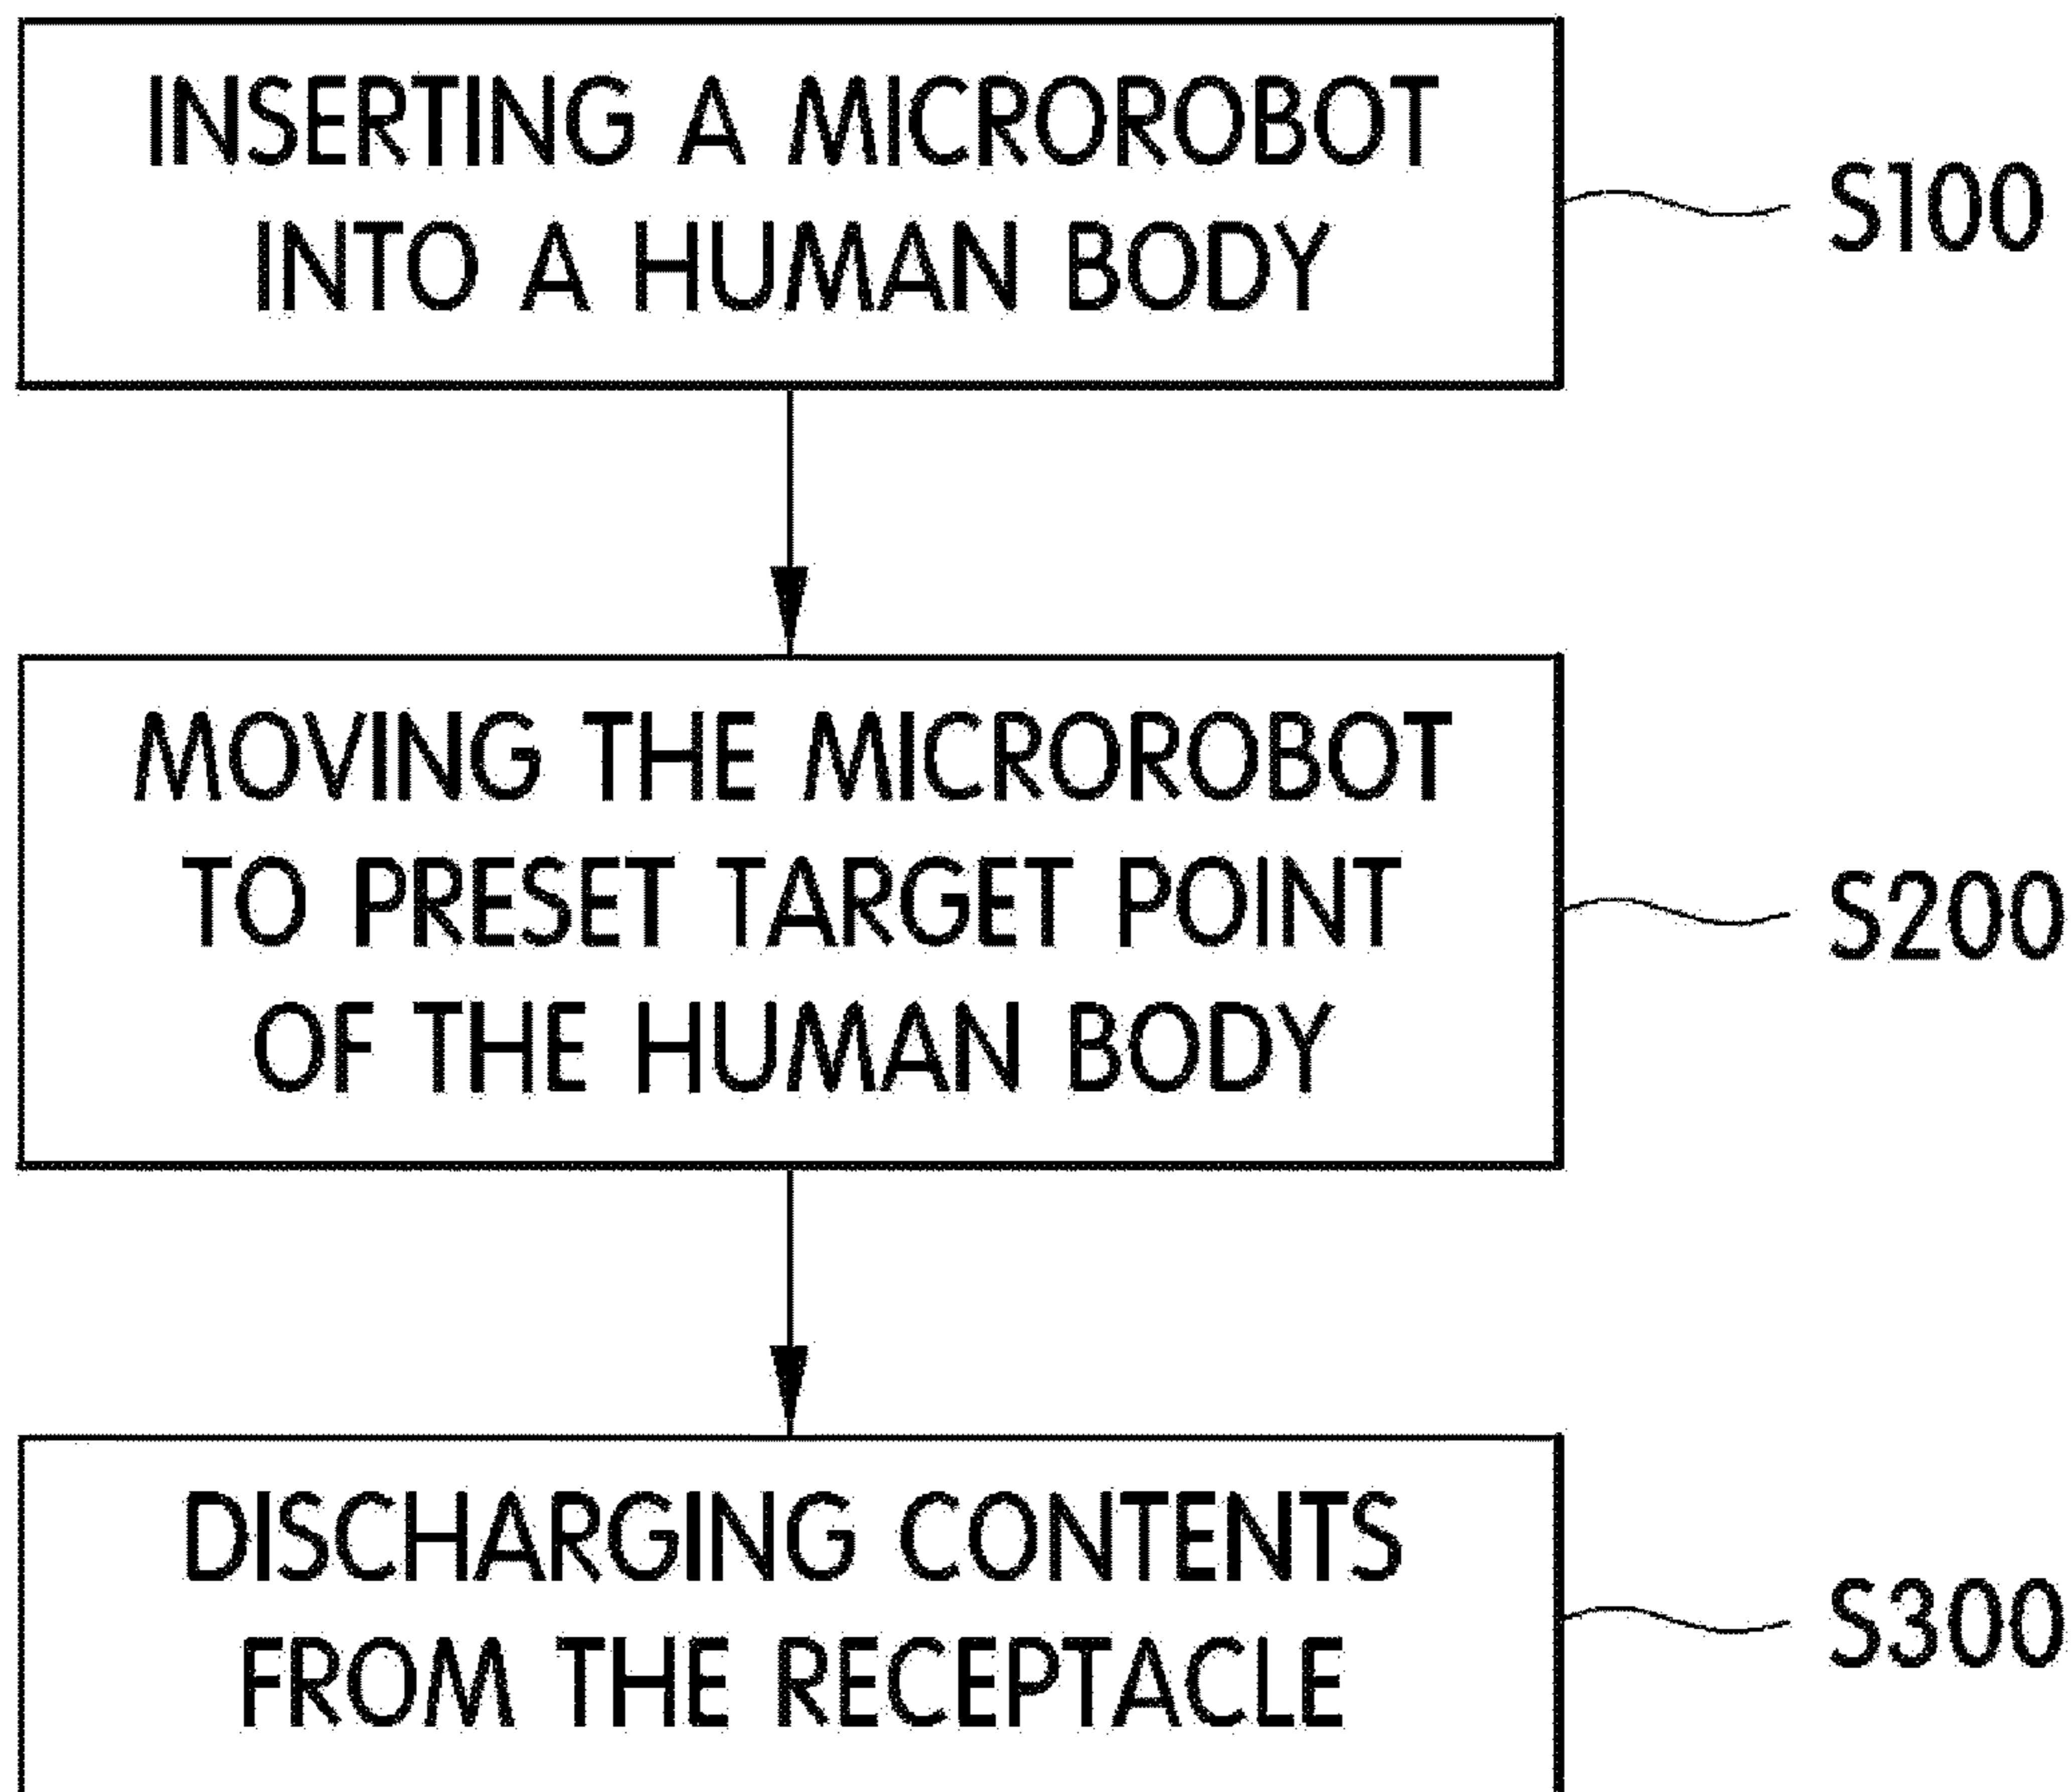 INSERTING A MICROROBOT
INTO A HUMAN BODY
S100
MOVING THE MICROROBOT
TO PRESET TARGET POINT
OF THE HUMAN BODY
S200
DISCHARGING CONTENTS
FROM THE RECEPTACLE
S300